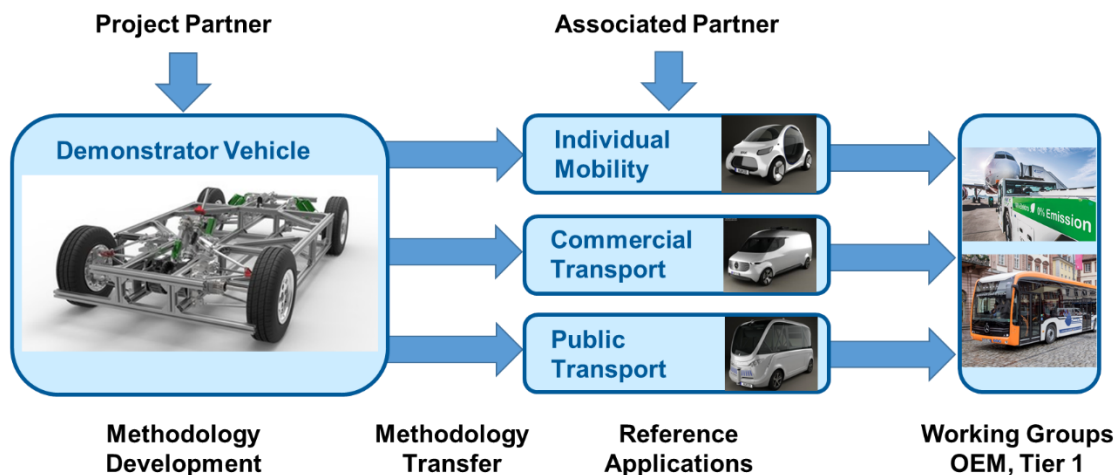 Project Partner
Associated Partner
Demonstrator Vehicle
Individual
Mobility
Commercial
Transport
Public
Transport
0% Emission
Methodology
Development
Methodology
Transfer
Reference
Applications
Working Groups
OEM, Tier 1